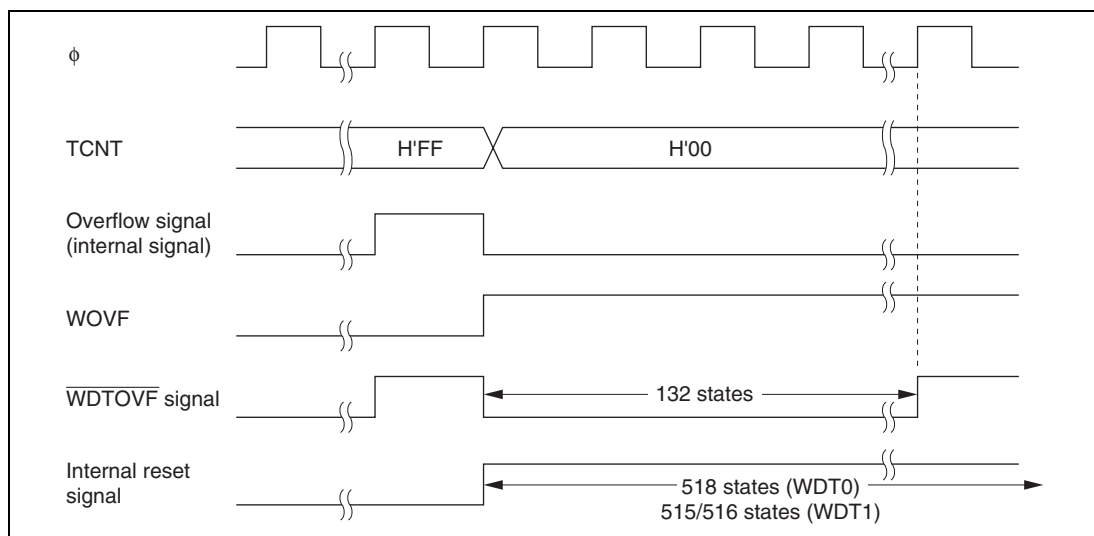 ϕ
TCNT
H'FF
H'00
Overflow signal
(internal signal)
WOVF
WDTOVF signal
132 states
Internal reset
signal
518 states (WDT0)
515/516 states (WDT1)